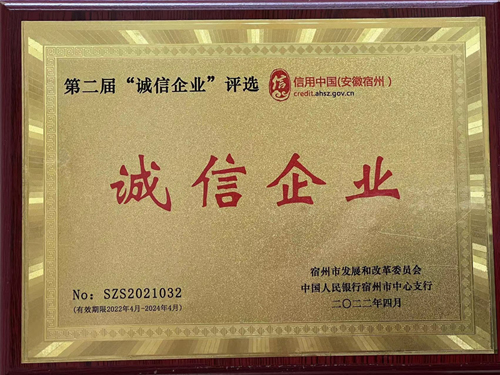 第二届“诚信企业”评选
信 信用中国(安徽宿州)
credit.ahsz.gov.cn
诚信企业
No：SZS2021032
(有效期限2022年4月-2024年4月)
宿州市发展和改革委员会
中国人民银行宿州市中心支行
二〇二二年四月